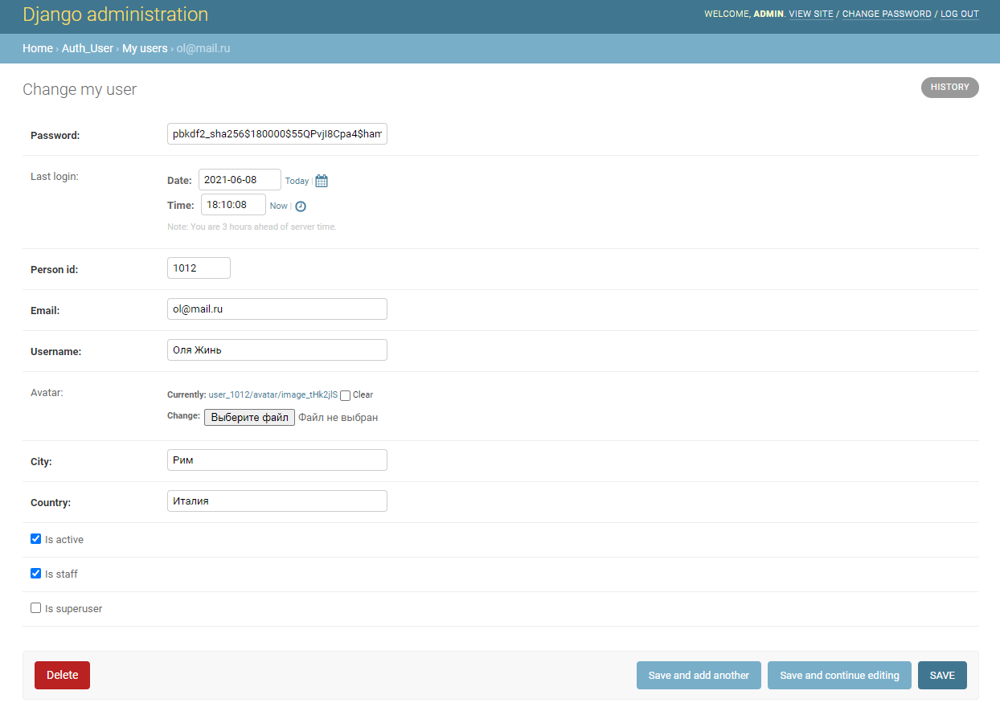 Django administration
WELCOME, ADMIN. VIEW SITE / CHANGE PASSWORD / LOG OUT
Home › Auth_User › My users › ol@mail.ru
Change my user
HISTORY
Password: pbkdf2_sha256$180000$55QPvjI8Cpa4$ham
Last login:
Date: 2021-06-08 Today |
Time: 18:10:08 Now |
Note: You are 3 hours ahead of server time.
Person id: 1012
Email: ol@mail.ru
Username: Оля Жинь
Avatar:
Currently: user_1012/avatar/image_tHk2jlS Clear
Change: Выберите файл Файл не выбран
City: Рим
Country: Италия
Is active
Is staff
Is superuser
Delete Save and add another Save and continue editing SAVE